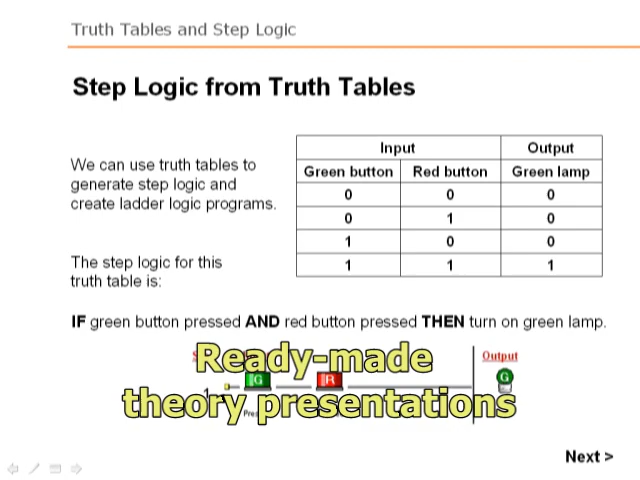 Truth Tables and Step Logic
Step Logic from Truth Tables
We can use truth tables to
generate step logic and
create ladder logic programs.
The step logic for this
truth table is:
Input Output
Green button Red button Green lamp
0 0 0
0 1 0
1 0 0
1 1 1
IF green button pressed AND red button pressed THEN turn on green lamp.
Ready-made
theory presentations
Output
G R G
1
Next >